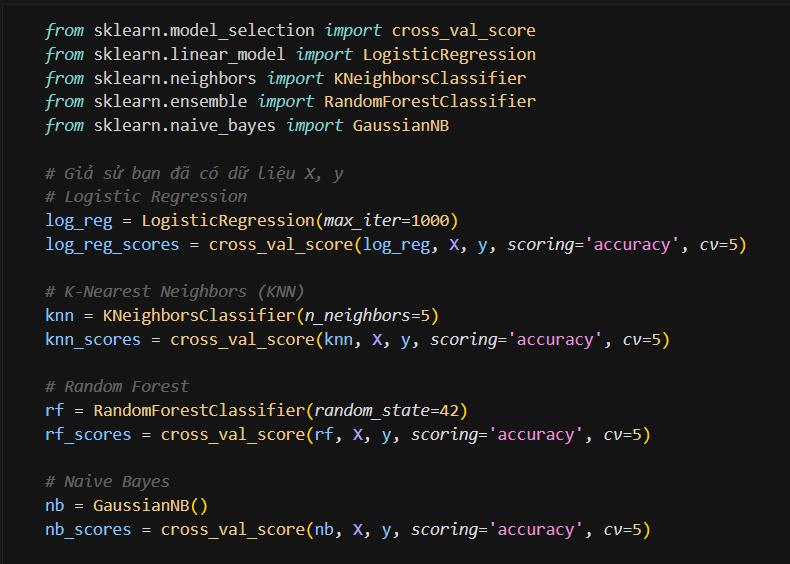 from sklearn.model_selection import cross_val_score
from sklearn.linear_model import LogisticRegression
from sklearn.neighbors import KNeighborsClassifier
from sklearn.ensemble import RandomForestClassifier
from sklearn.naive_bayes import GaussianNB

# Giả sử bạn đã có dữ liệu X, y
# Logistic Regression
log_reg = LogisticRegression(max_iter=1000)
log_reg_scores = cross_val_score(log_reg, X, y, scoring='accuracy', cv=5)

# K-Nearest Neighbors (KNN)
knn = KNeighborsClassifier(n_neighbors=5)
knn_scores = cross_val_score(knn, X, y, scoring='accuracy', cv=5)

# Random Forest
rf = RandomForestClassifier(random_state=42)
rf_scores = cross_val_score(rf, X, y, scoring='accuracy', cv=5)

# Naive Bayes
nb = GaussianNB()
nb_scores = cross_val_score(nb, X, y, scoring='accuracy', cv=5)